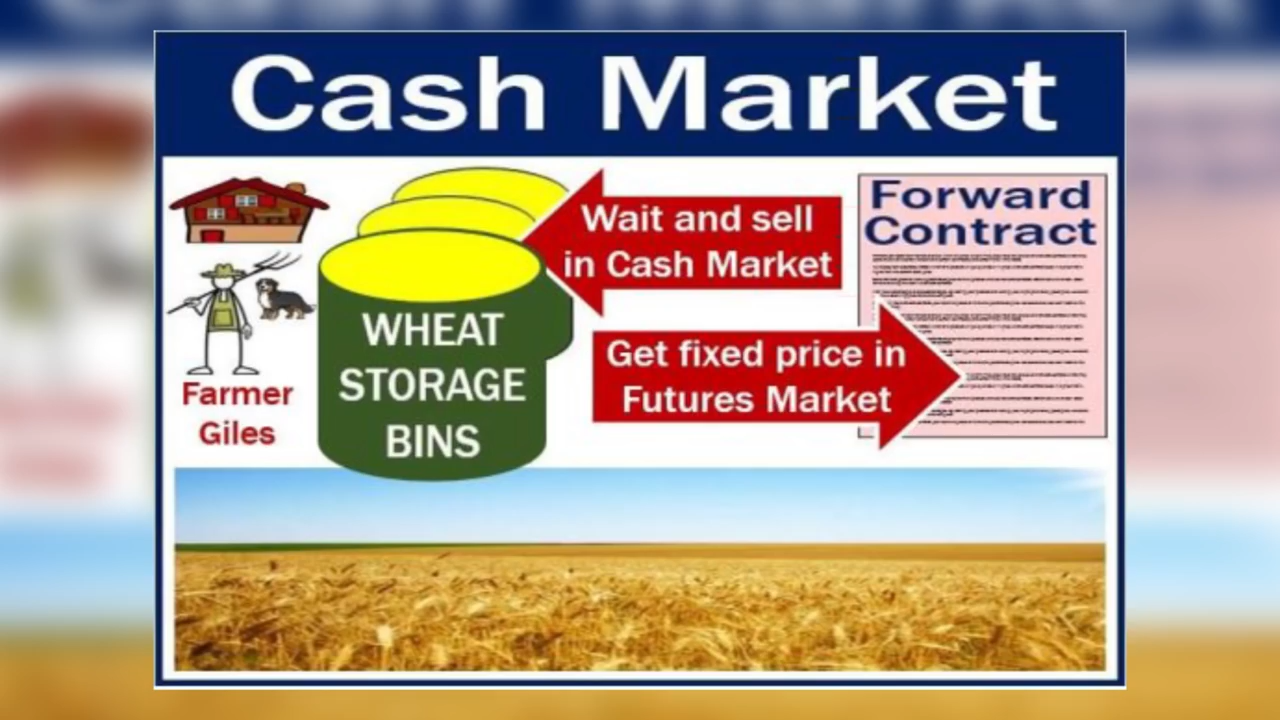 Cash Market
Wait and sell
in Cash Market
Forward
Contract
WHEAT
STORAGE
BINS
Get fixed price in
Futures Market
Farmer
Giles